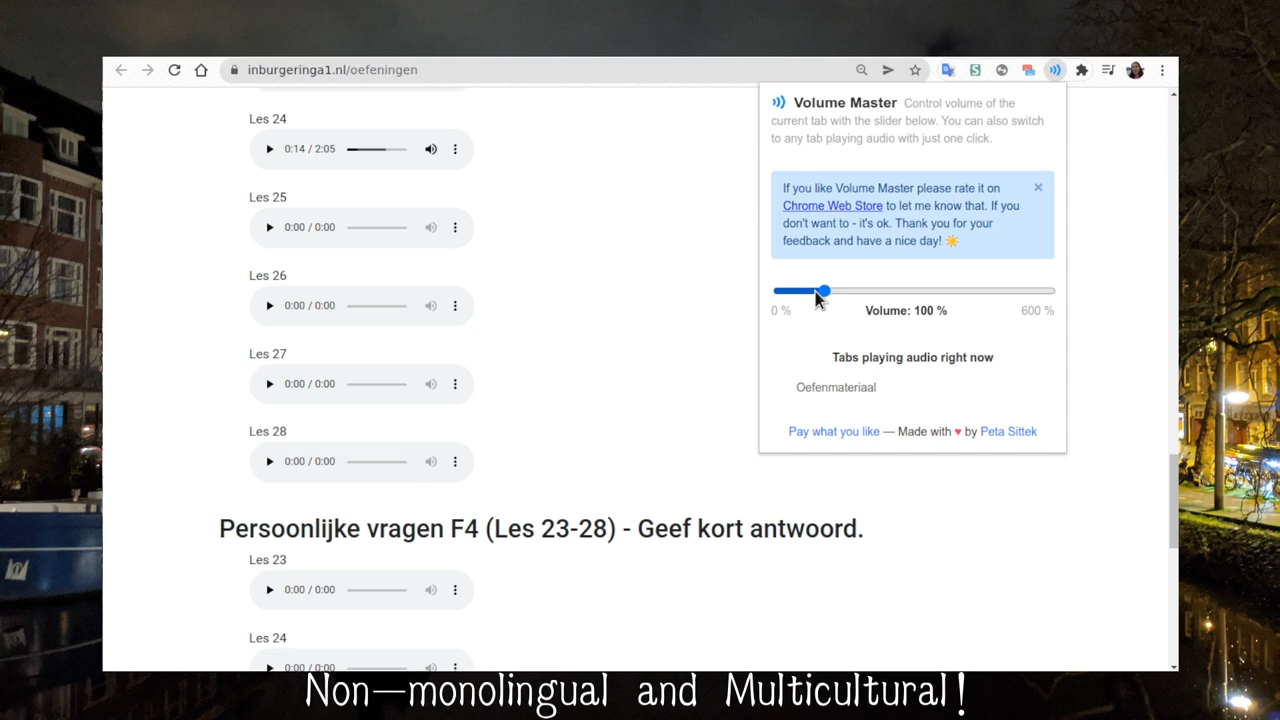 inburgeringa1.nl/oefeningen
Les 24
0:14 / 2:05
Les 25
0:00 / 0:00
Les 26
0:00 / 0:00
Les 27
0:00 / 0:00
Les 28
0:00 / 0:00
Persoonlijke vragen F4 (Les 23-28) - Geef kort antwoord.
Les 23
0:00 / 0:00
Les 24
0:00 / 0:00
Volume Master Control volume of the
current tab with the slider below. You can also switch
to any tab playing audio with just one click.
If you like Volume Master please rate it on
Chrome Web Store to let me know that. If you
don't want to - it's ok. Thank you for your
feedback and have a nice day! ☀️
0 % Volume: 100 % 600 %
Tabs playing audio right now
Oefenmateriaal
Pay what you like — Made with ♥ by Peta Sittek
Non—monolingual and Multicultural!